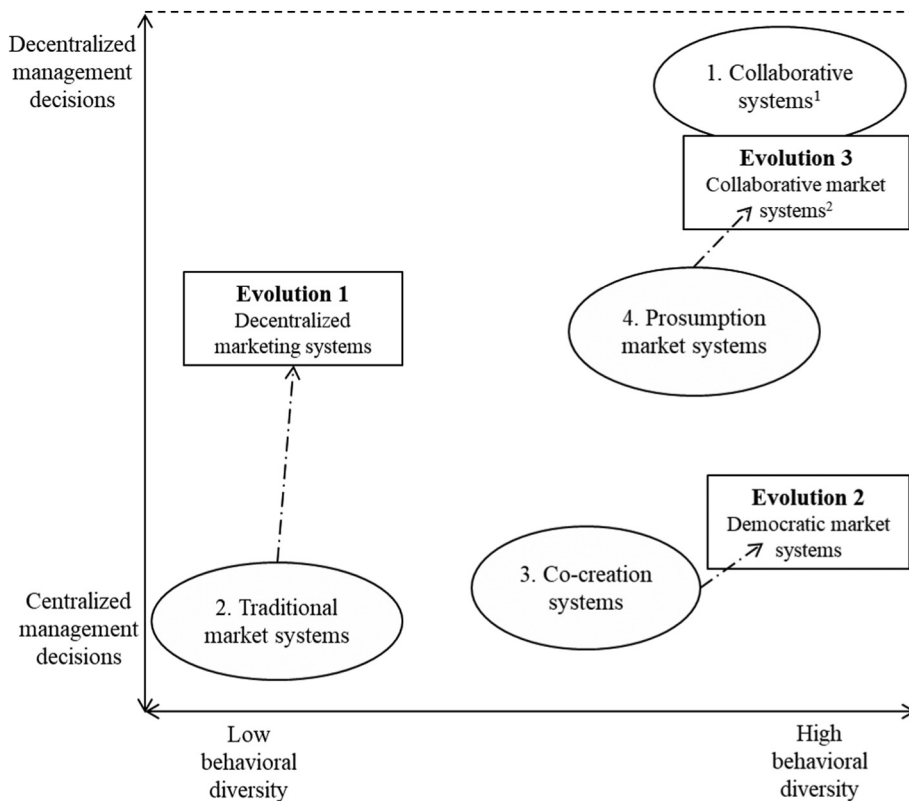 Decentralized
management
decisions
1. Collaborative
systems¹
Evolution 3
Collaborative market
systems²
Evolution 1
Decentralized
marketing systems
4. Prosumption
market systems
Evolution 2
Democratic market
systems
3. Co-creation
systems
Centralized
management
decisions
2. Traditional
market systems
Low
behavioral
diversity
High
behavioral
diversity